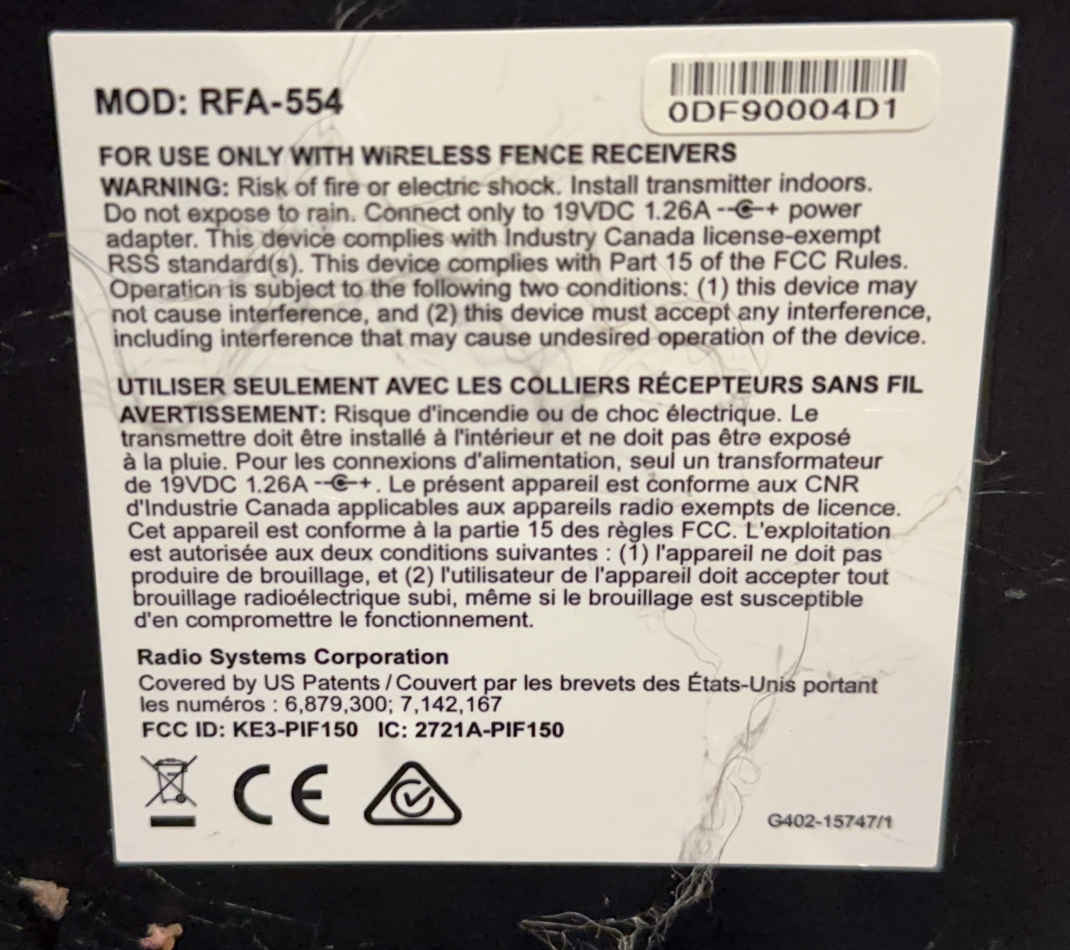 MOD: RFA-554
0DF90004D1
FOR USE ONLY WITH WiRELESS FENCE RECEIVERS
WARNING: Risk of fire or electric shock. Install transmitter indoors.
Do not expose to rain. Connect only to 19VDC 1.26A + power
adapter. This device complies with Industry Canada license-exempt
RSS standard(s). This device complies with Part 15 of the FCC Rules.
Operation is subject to the following two conditions: (1) this device may
not cause interference, and (2) this device must accept any interference,
including interference that may cause undesired operation of the device.
UTILISER SEULEMENT AVEC LES COLLIERS RÉCEPTEURS SANS FIL
AVERTISSEMENT: Risque d'incendie ou de choc électrique. Le
transmettre doit être installé à l'intérieur et ne doit pas être exposé
à la pluie. Pour les connexions d'alimentation, seul un transformateur
de 19VDC 1.26A +. Le présent appareil est conforme aux CNR
d'Industrie Canada applicables aux appareils radio exempts de licence.
Cet appareil est conforme à la partie 15 des règles FCC. L'exploitation
est autorisée aux deux conditions suivantes : (1) l'appareil ne doit pas
produire de brouillage, et (2) l'utilisateur de l'appareil doit accepter tout
brouillage radioélectrique subi, même si le brouillage est susceptible
d'en compromettre le fonctionnement.
Radio Systems Corporation
Covered by US Patents / Couvert par les brevets des États-Unis portant
les numéros : 6,879,300; 7,142,167
FCC ID: KE3-PIF150 IC: 2721A-PIF150
CE
G402-15747/1